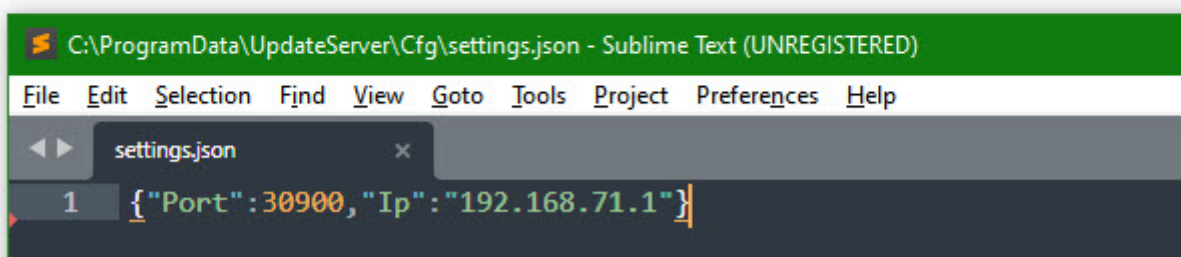 C:\ProgramData\UpdateServer\Cfg\settings.json - Sublime Text (UNREGISTERED)
File Edit Selection Find View Goto Tools Project Preferences Help
settings.json ×
1 {"Port":30900,"Ip":"192.168.71.1"}